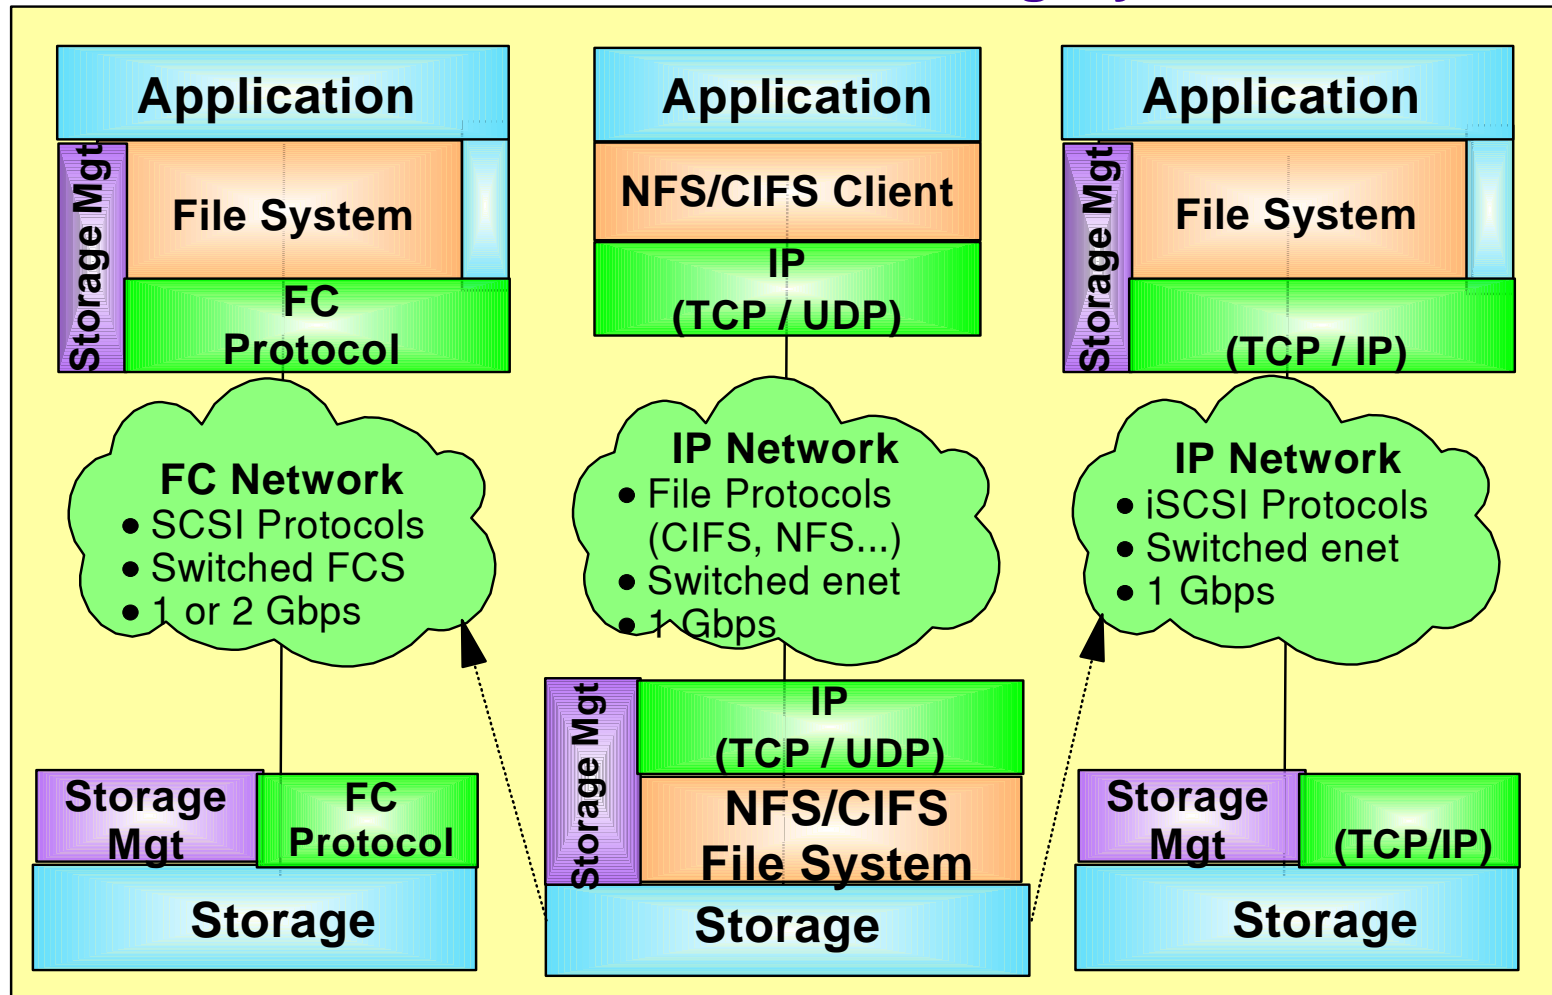 Application
Storage Mgt
File System
FC
Protocol
FC Network
• SCSI Protocols
• Switched FCS
• 1 or 2 Gbps
Storage
Mgt
FC
Protocol
Storage
Application
NFS/CIFS Client
IP
(TCP / UDP)
IP Network
• File Protocols
(CIFS, NFS...)
• Switched enet
• 1 Gbps
Storage Mgt
IP
(TCP / UDP)
NFS/CIFS
File System
Storage
Application
Storage Mgt
File System
(TCP / IP)
IP Network
• iSCSI Protocols
• Switched enet
• 1 Gbps
Storage
Mgt
(TCP/IP)
Storage